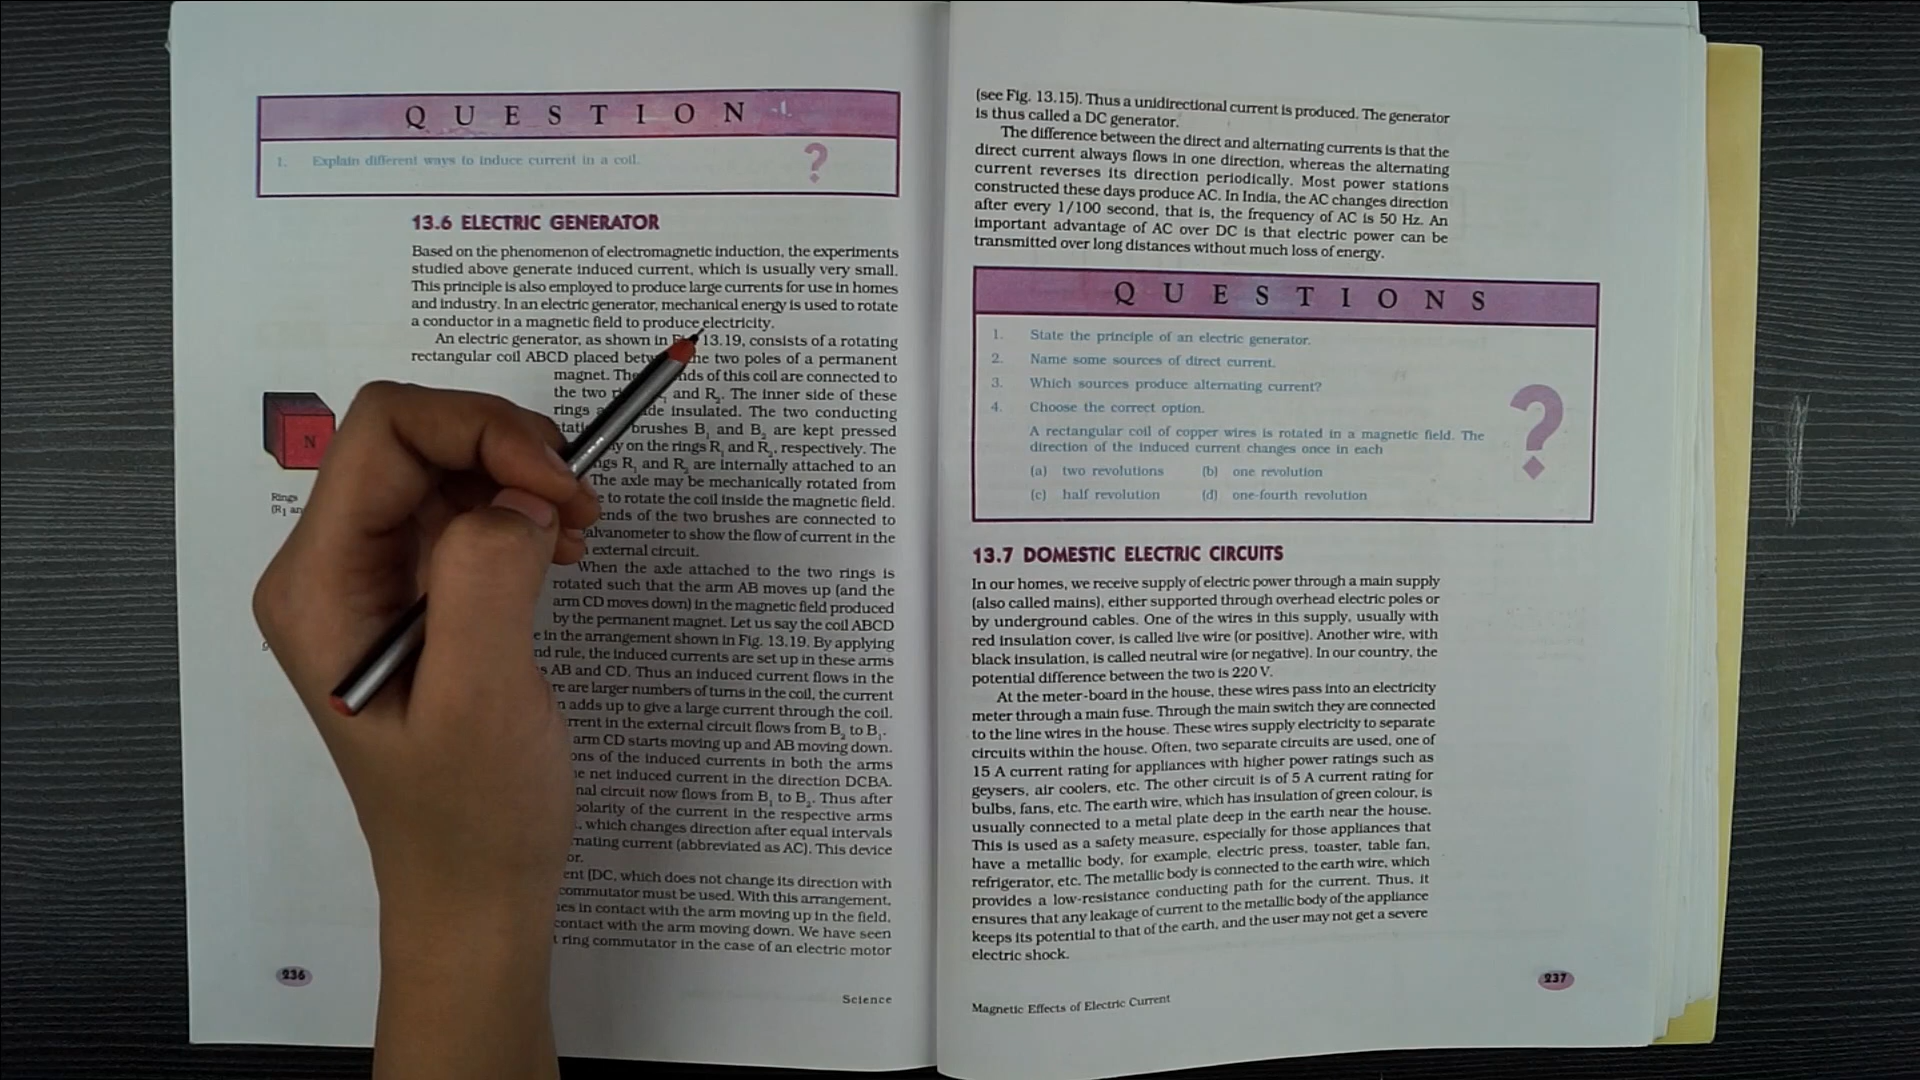 QUESTION
1. Explain different ways to induce current in a coil.
?
13.6 ELECTRIC GENERATOR
Based on the phenomenon of electromagnetic induction, the experiments
studied above generate induced current, which is usually very small.
This principle is also employed to produce large currents for use in homes
and industry. In an electric generator, mechanical energy is used to rotate
a conductor in a magnetic field to produce electricity.
An electric generator, as shown in 13.19, consists of a rotating
rectangular coil ABCD placed the two poles of a permanent
magnet. of this coil are connected to
the two and R₂. The inner side of these
rings insulated. The two conducting
brushes B₁ and B₂ are kept pressed
on the rings R₁ and R₂, respectively. The
R₁ and R₂ are internally attached to an
The axle may be mechanically rotated from
to rotate the coil inside the magnetic field.
ends of the two brushes are connected to
galvanometer to show the flow of current in the
external circuit.
When the axle attached to the two rings is
rotated such that the arm AB moves up (and the
arm CD moves down) in the magnetic field produced
by the permanent magnet. Let us say the coil ABCD
in the arrangement shown in Fig. 13.19. By applying
rule, the induced currents are set up in these arms
AB and CD. Thus an induced current flows in the
are larger numbers of turns in the coil, the current
adds up to give a large current through the coil.
in the external circuit flows from B₂ to B₁.
arm CD starts moving up and AB moving down.
of the induced currents in both the arms
net induced current in the direction DCBA.
circuit now flows from B₁ to B₂. Thus after
polarity of the current in the respective arms
, which changes direction after equal intervals
current (abbreviated as AC). This device
(DC, which does not change its direction with
commutator must be used. With this arrangement,
in contact with the arm moving up in the field,
contact with the arm moving down. We have seen
ring commutator in the case of an electric motor
N
Rings
(R₁
236
Science
(see Fig. 13.15). Thus a unidirectional current is produced. The generator
is thus called a DC generator.
The difference between the direct and alternating currents is that the
direct current always flows in one direction, whereas the alternating
current reverses its direction periodically. Most power stations
constructed these days produce AC. In India, the AC changes direction
after every 1/100 second, that is, the frequency of AC is 50 Hz. An
important advantage of AC over DC is that electric power can be
transmitted over long distances without much loss of energy.
QUESTIONS
1. State the principle of an electric generator.
2. Name some sources of direct current.
3. Which sources produce alternating current?
4. Choose the correct option.
A rectangular coil of copper wires is rotated in a magnetic field. The
direction of the induced current changes once in each
(a) two revolutions (b) one revolution
(c) half revolution (d) one-fourth revolution
?
13.7 DOMESTIC ELECTRIC CIRCUITS
In our homes, we receive supply of electric power through a main supply
(also called mains), either supported through overhead electric poles or
by underground cables. One of the wires in this supply, usually with
red insulation cover, is called live wire (or positive). Another wire, with
black insulation, is called neutral wire (or negative). In our country, the
potential difference between the two is 220 V.
At the meter-board in the house, these wires pass into an electricity
meter through a main fuse. Through the main switch they are connected
to the line wires in the house. These wires supply electricity to separate
circuits within the house. Often, two separate circuits are used, one of
15 A current rating for appliances with higher power ratings such as
geysers, air coolers, etc. The other circuit is of 5 A current rating for
bulbs, fans, etc. The earth wire, which has insulation of green colour, is
usually connected to a metal plate deep in the earth near the house.
This is used as a safety measure, especially for those appliances that
have a metallic body, for example, electric press, toaster, table fan,
refrigerator, etc. The metallic body is connected to the earth wire, which
provides a low-resistance conducting path for the current. Thus, it
ensures that any leakage of current to the metallic body of the appliance
keeps its potential to that of the earth, and the user may not get a severe
electric shock.
Magnetic Effects of Electric Current
237